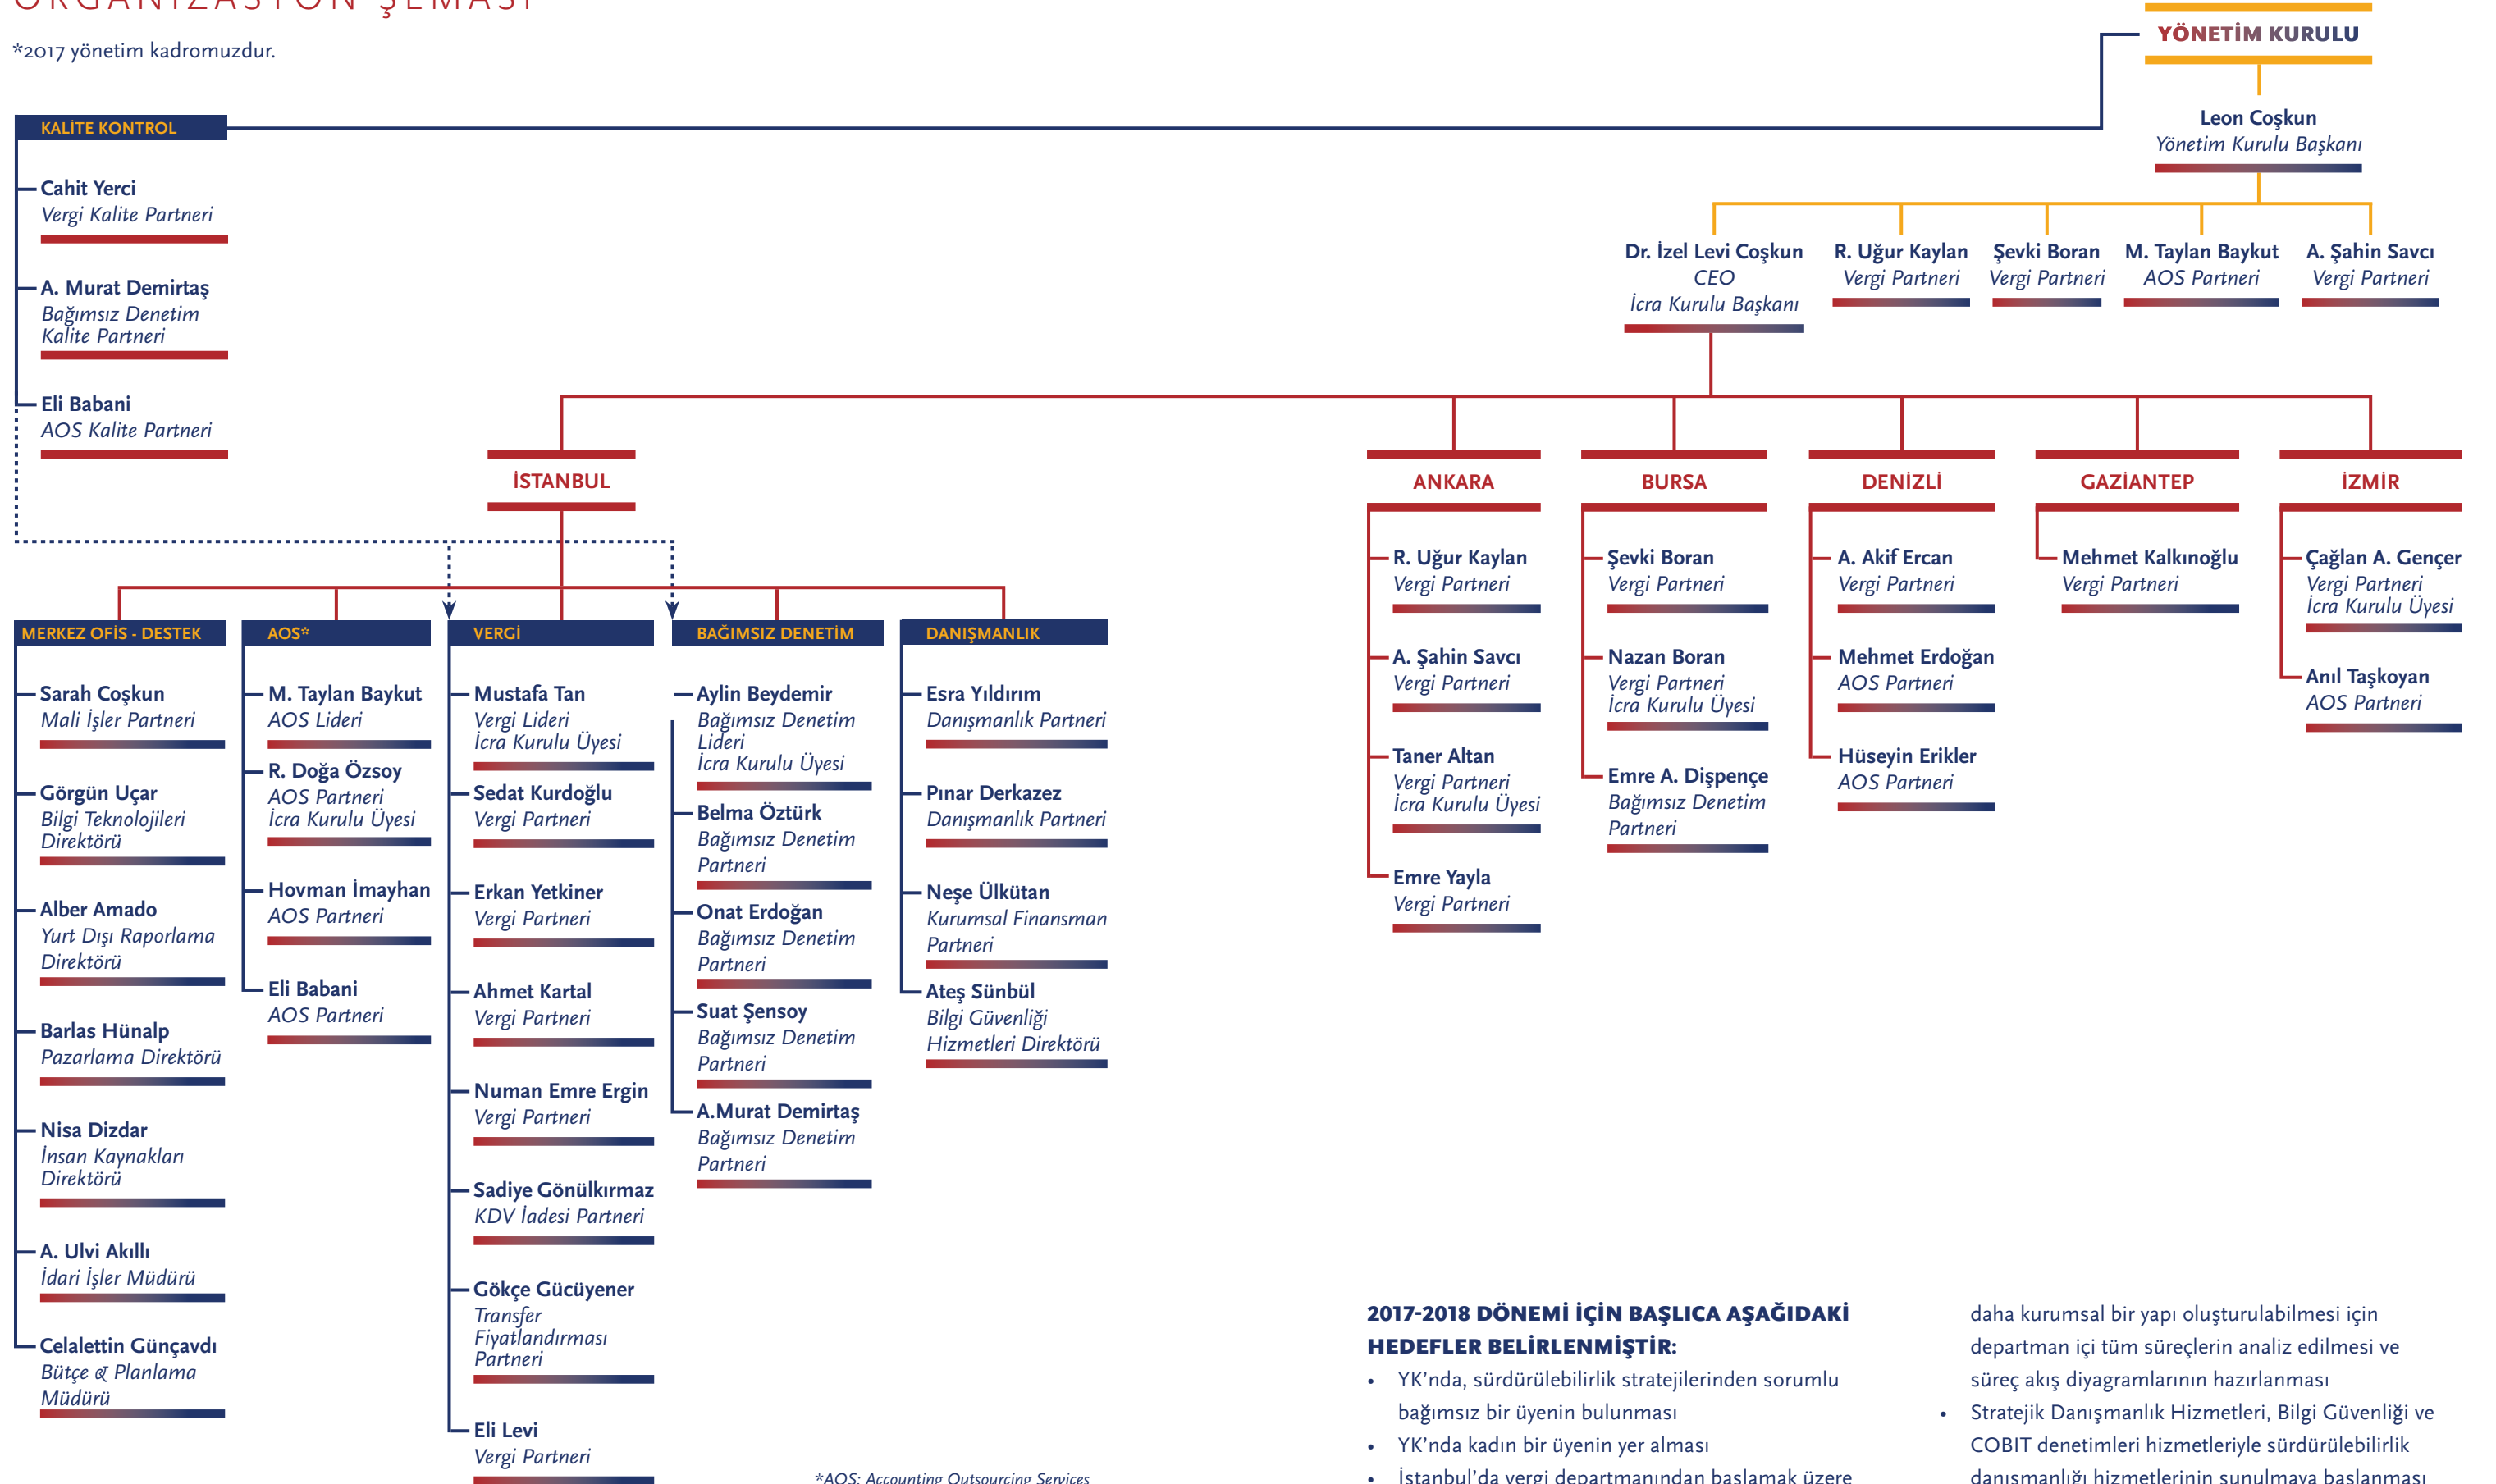 ORGANİZASYON ŞEMASI
*2017 yönetim kadromuzdur.
YÖNETİM KURULU
Leon Coşkun
Yönetim Kurulu Başkanı
Dr. İzel Levi Coşkun
CEO
İcra Kurulu Başkanı
R. Uğur Kaylan
Vergi Partneri
Şevki Boran
Vergi Partneri
M. Taylan Baykut
AOS Partneri
A. Şahin Savcı
Vergi Partneri
KALİTE KONTROL
Cahit Yerci
Vergi Kalite Partneri
A. Murat Demirtaş
Bağımsız Denetim
Kalite Partneri
Eli Babani
AOS Kalite Partneri
İSTANBUL
MERKEZ OFİS - DESTEK
Sarah Coşkun
Mali İşler Partneri
Görgün Uçar
Bilgi Teknolojileri
Direktörü
Alber Amado
Yurt Dışı Raporlama
Direktörü
Barlas Hünalp
Pazarlama Direktörü
Nisa Dizdar
İnsan Kaynakları
Direktörü
A. Ulvi Akıllı
İdari İşler Müdürü
Celalettin Günçavdı
Bütçe & Planlama
Müdürü
AOS*
M. Taylan Baykut
AOS Lideri
R. Doğa Özsoy
AOS Partneri
İcra Kurulu Üyesi
Hovman İmayhan
AOS Partneri
Eli Babani
AOS Partneri
VERGİ
Mustafa Tan
Vergi Lideri
İcra Kurulu Üyesi
Sedat Kurdoğlu
Vergi Partneri
Erkan Yetkiner
Vergi Partneri
Ahmet Kartal
Vergi Partneri
Numan Emre Ergin
Vergi Partneri
Sadiye Gönülkırmaz
KDV İadesi Partneri
Gökçe Gücüyener
Transfer
Fiyatlandırması
Partneri
Eli Levi
Vergi Partneri
BAĞIMSIZ DENETİM
Aylin Beydemir
Bağımsız Denetim
Lideri
İcra Kurulu Üyesi
Belma Öztürk
Bağımsız Denetim
Partneri
Onat Erdoğan
Bağımsız Denetim
Partneri
Suat Şensoy
Bağımsız Denetim
Partneri
A.Murat Demirtaş
Bağımsız Denetim
Partneri
DANIŞMANLIK
Esra Yıldırım
Danışmanlık Partneri
Pınar Derkazez
Danışmanlık Partneri
Neşe Ülkütan
Kurumsal Finansman
Partneri
Ateş Sünbül
Bilgi Güvenliği
Hizmetleri Direktörü
*AOS: Accounting Outsourcing Services
ANKARA
R. Uğur Kaylan
Vergi Partneri
A. Şahin Savcı
Vergi Partneri
Taner Altan
Vergi Partneri
İcra Kurulu Üyesi
Emre Yayla
Vergi Partneri
BURSA
Şevki Boran
Vergi Partneri
Nazan Boran
Vergi Partneri
İcra Kurulu Üyesi
Emre A. Dişpençe
Bağımsız Denetim
Partneri
DENİZLİ
A. Akif Ercan
Vergi Partneri
Mehmet Erdoğan
AOS Partneri
Hüseyin Erikler
AOS Partneri
GAZİANTEP
Mehmet Kalkınoğlu
Vergi Partneri
İZMİR
Çağlan A. Gençer
Vergi Partneri
İcra Kurulu Üyesi
Anıl Taşkoyan
AOS Partneri
2017-2018 DÖNEMİ İÇİN BAŞLICA AŞAĞIDAKİ
HEDEFLER BELİRLENMİŞTİR:
• YK’nda, sürdürülebilirlik stratejilerinden sorumlu
bağımsız bir üyenin bulunması
• YK’nda kadın bir üyenin yer alması
• İstanbul’da vergi departmanından başlamak üzere
daha kurumsal bir yapı oluşturulabilmesi için
departman içi tüm süreçlerin analiz edilmesi ve
süreç akış diyagramlarının hazırlanması
• Stratejik Danışmanlık Hizmetleri, Bilgi Güvenliği ve
COBIT denetimleri hizmetleriyle sürdürülebilirlik
danışmanlığı hizmetlerinin sunulmaya başlanması